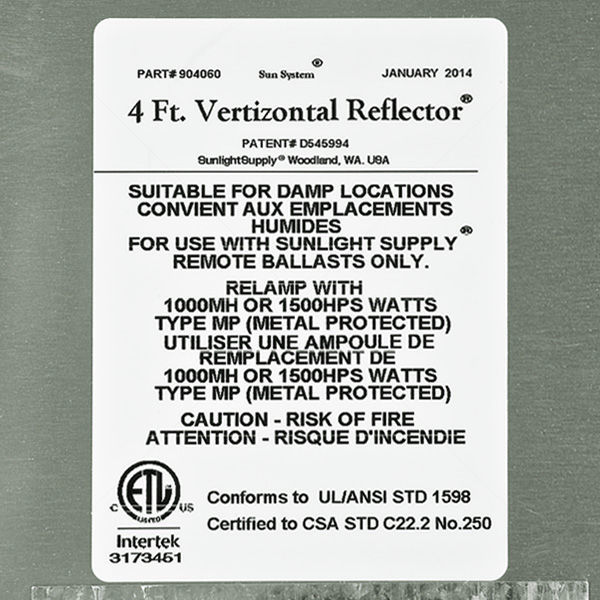 PART# 904060 Sun System® JANUARY 2014
4 Ft. Vertizontal Reflector®
PATENT# D545994
SunlightSupply® Woodland, WA. USA
SUITABLE FOR DAMP LOCATIONS
CONVIENT AUX EMPLACEMENTS
HUMIDES
FOR USE WITH SUNLIGHT SUPPLY®
REMOTE BALLASTS ONLY.
RELAMP WITH
1000MH OR 1500HPS WATTS
TYPE MP (METAL PROTECTED)
UTILISER UNE AMPOULE DE
REMPLACEMENT DE
1000MH OR 1500HPS WATTS
TYPE MP (METAL PROTECTED)
CAUTION - RISK OF FIRE
ATTENTION - RISQUE D'INCENDIE
ETL
C US
LISTED
Intertek
3173451
Conforms to UL/ANSI STD 1598
Certified to CSA STD C22.2 No.250